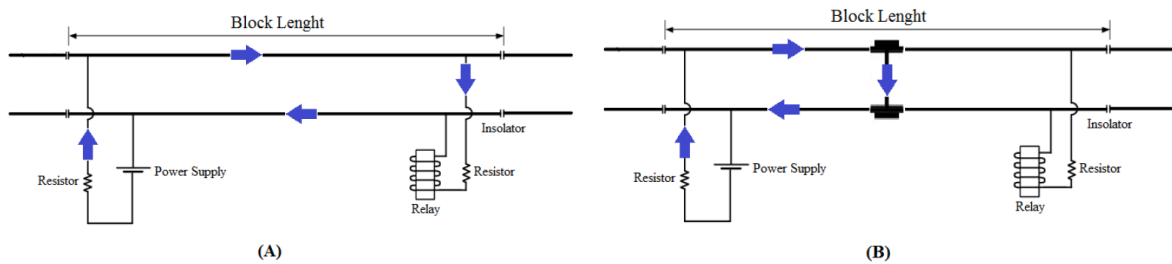 Block Lenght
Insolator
Resistor
Power Supply
Resistor
Relay
(A)
Block Lenght
Insolator
Resistor
Power Supply
Resistor
Relay
(B)